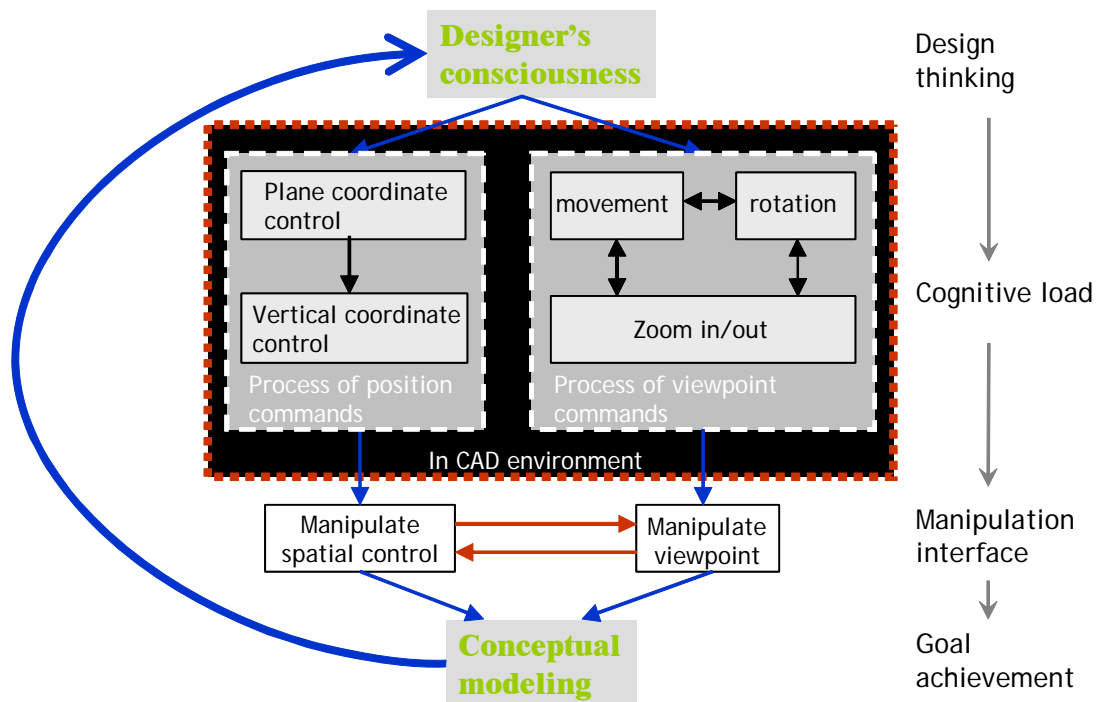 Designer's
consciousness
Design
thinking
Plane coordinate
control
movement
rotation
Vertical coordinate
control
Zoom in/out
Cognitive load
Process of position
commands
Process of viewpoint
commands
In CAD environment
Manipulate
spatial control
Manipulate
viewpoint
Manipulation
interface
Conceptual
modeling
Goal
achievement